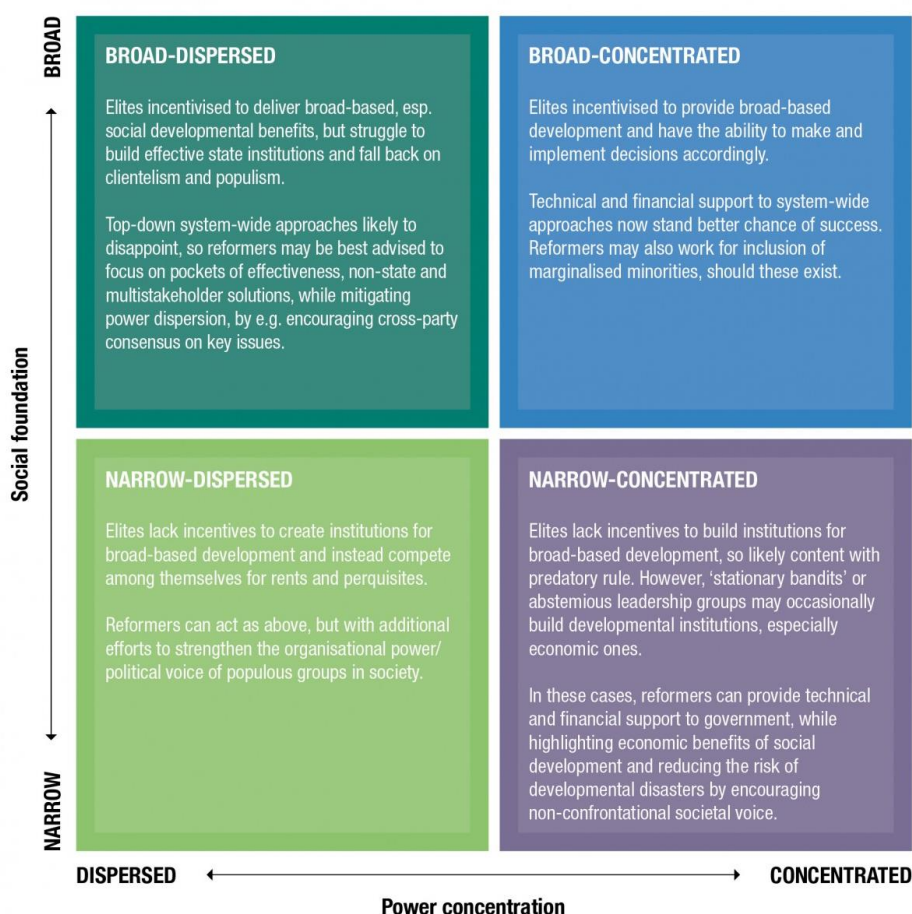 BROAD
BROAD-DISPERSED
Elites incentivised to deliver broad-based, esp.
social developmental benefits, but struggle to
build effective state institutions and fall back on
clientelism and populism.
Top-down system-wide approaches likely to
disappoint, so reformers may be best advised to
focus on pockets of effectiveness, non-state and
multistakeholder solutions, while mitigating
power dispersion, by e.g. encouraging cross-party
consensus on key issues.
BROAD-CONCENTRATED
Elites incentivised to provide broad-based
development and have the ability to make and
implement decisions accordingly.
Technical and financial support to system-wide
approaches now stand better chance of success.
Reformers may also work for inclusion of
marginalised minorities, should these exist.
Social foundation
NARROW-DISPERSED
Elites lack incentives to create institutions for
broad-based development and instead compete
among themselves for rents and perquisites.
Reformers can act as above, but with additional
efforts to strengthen the organisational power/
political voice of populous groups in society.
NARROW-CONCENTRATED
Elites lack incentives to build institutions for
broad-based development, so likely content with
predatory rule. However, ‘stationary bandits’ or
abstemious leadership groups may occasionally
build developmental institutions, especially
economic ones.
In these cases, reformers can provide technical
and financial support to government, while
highlighting economic benefits of social
development and reducing the risk of
developmental disasters by encouraging
non-confrontational societal voice.
NARROW
DISPERSED
CONCENTRATED
Power concentration